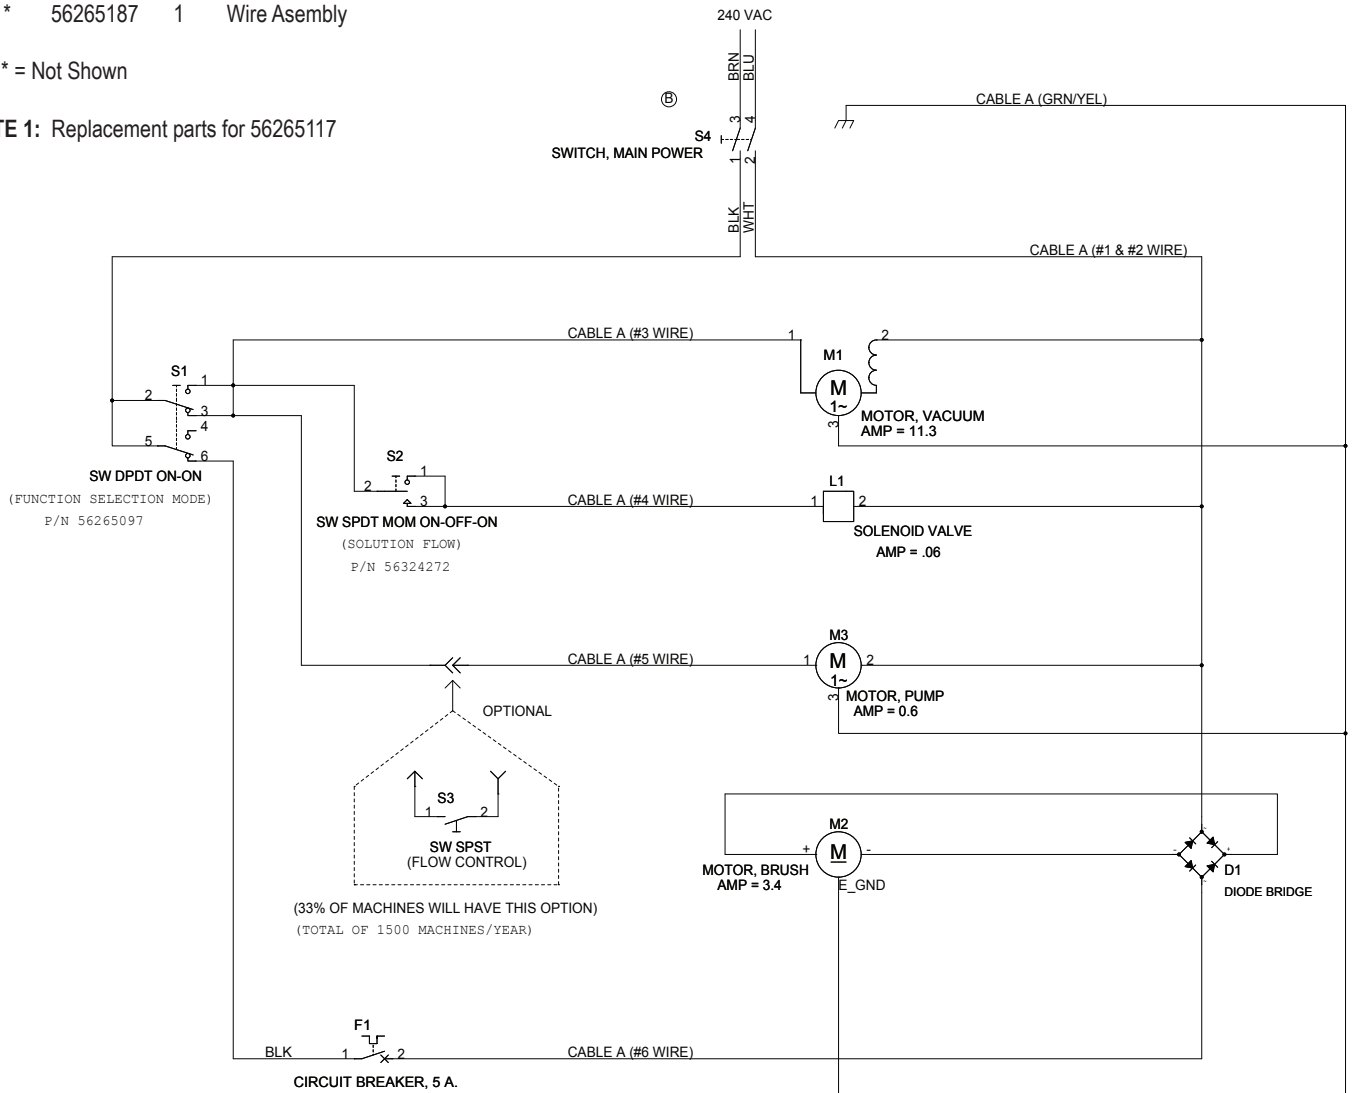 * 56265187 1 Wire Asembly
* = Not Shown
TE 1: Replacement parts for 56265117
240 VAC
BRN
BLU
B
CABLE A (GRN/YEL)
3 4
S4
SWITCH, MAIN POWER
1 2
BLK
WHT
CABLE A (#1 & #2 WIRE)
CABLE A (#3 WIRE)
1 2
M1
M
1~
3
MOTOR, VACUUM
AMP = 11.3
S1
1
2
3
4
5
6
SW DPDT ON-ON
(FUNCTION SELECTION MODE)
P/N 56265097
S2
1
2
3
SW SPDT MOM ON-OFF-ON
(SOLUTION FLOW)
P/N 56324272
CABLE A (#4 WIRE)
L1
1 2
SOLENOID VALVE
AMP = .06
CABLE A (#5 WIRE)
M3
1 M 2
1~
3
MOTOR, PUMP
AMP = 0.6
OPTIONAL
S3
1 2
SW SPST
(FLOW CONTROL)
(33% OF MACHINES WILL HAVE THIS OPTION)
(TOTAL OF 1500 MACHINES/YEAR)
M2
+ M -
MOTOR, BRUSH
AMP = 3.4
E_GND
- +
D1
DIODE BRIDGE
F1
BLK 1 2
CABLE A (#6 WIRE)
CIRCUIT BREAKER, 5 A.